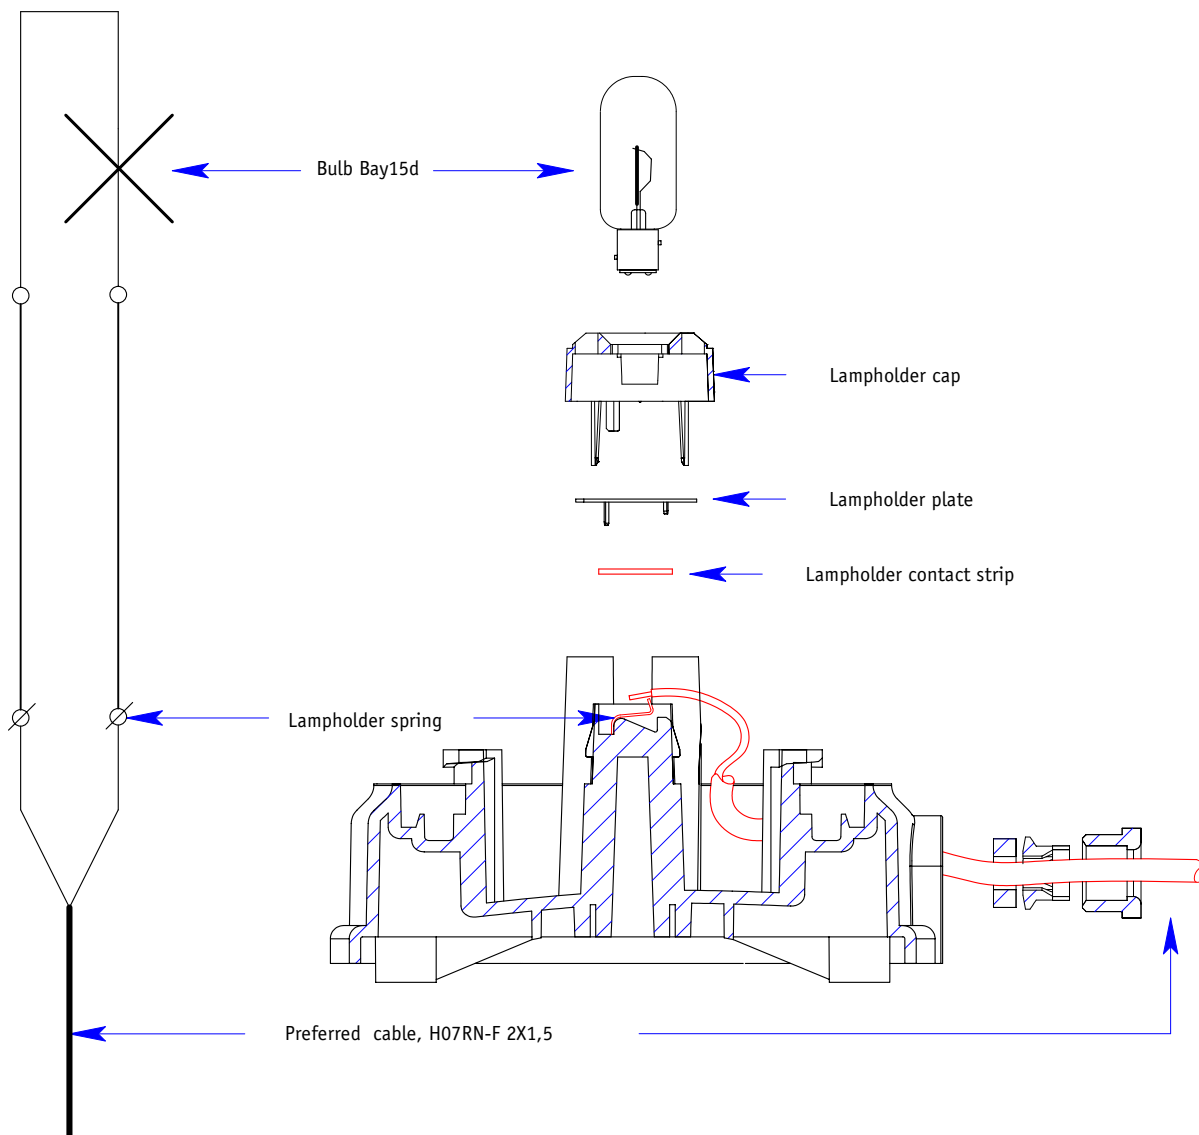 Bulb Bay15d
Lampholder cap
Lampholder plate
Lampholder contact strip
Lampholder spring
Preferred cable, H07RN-F 2X1,5